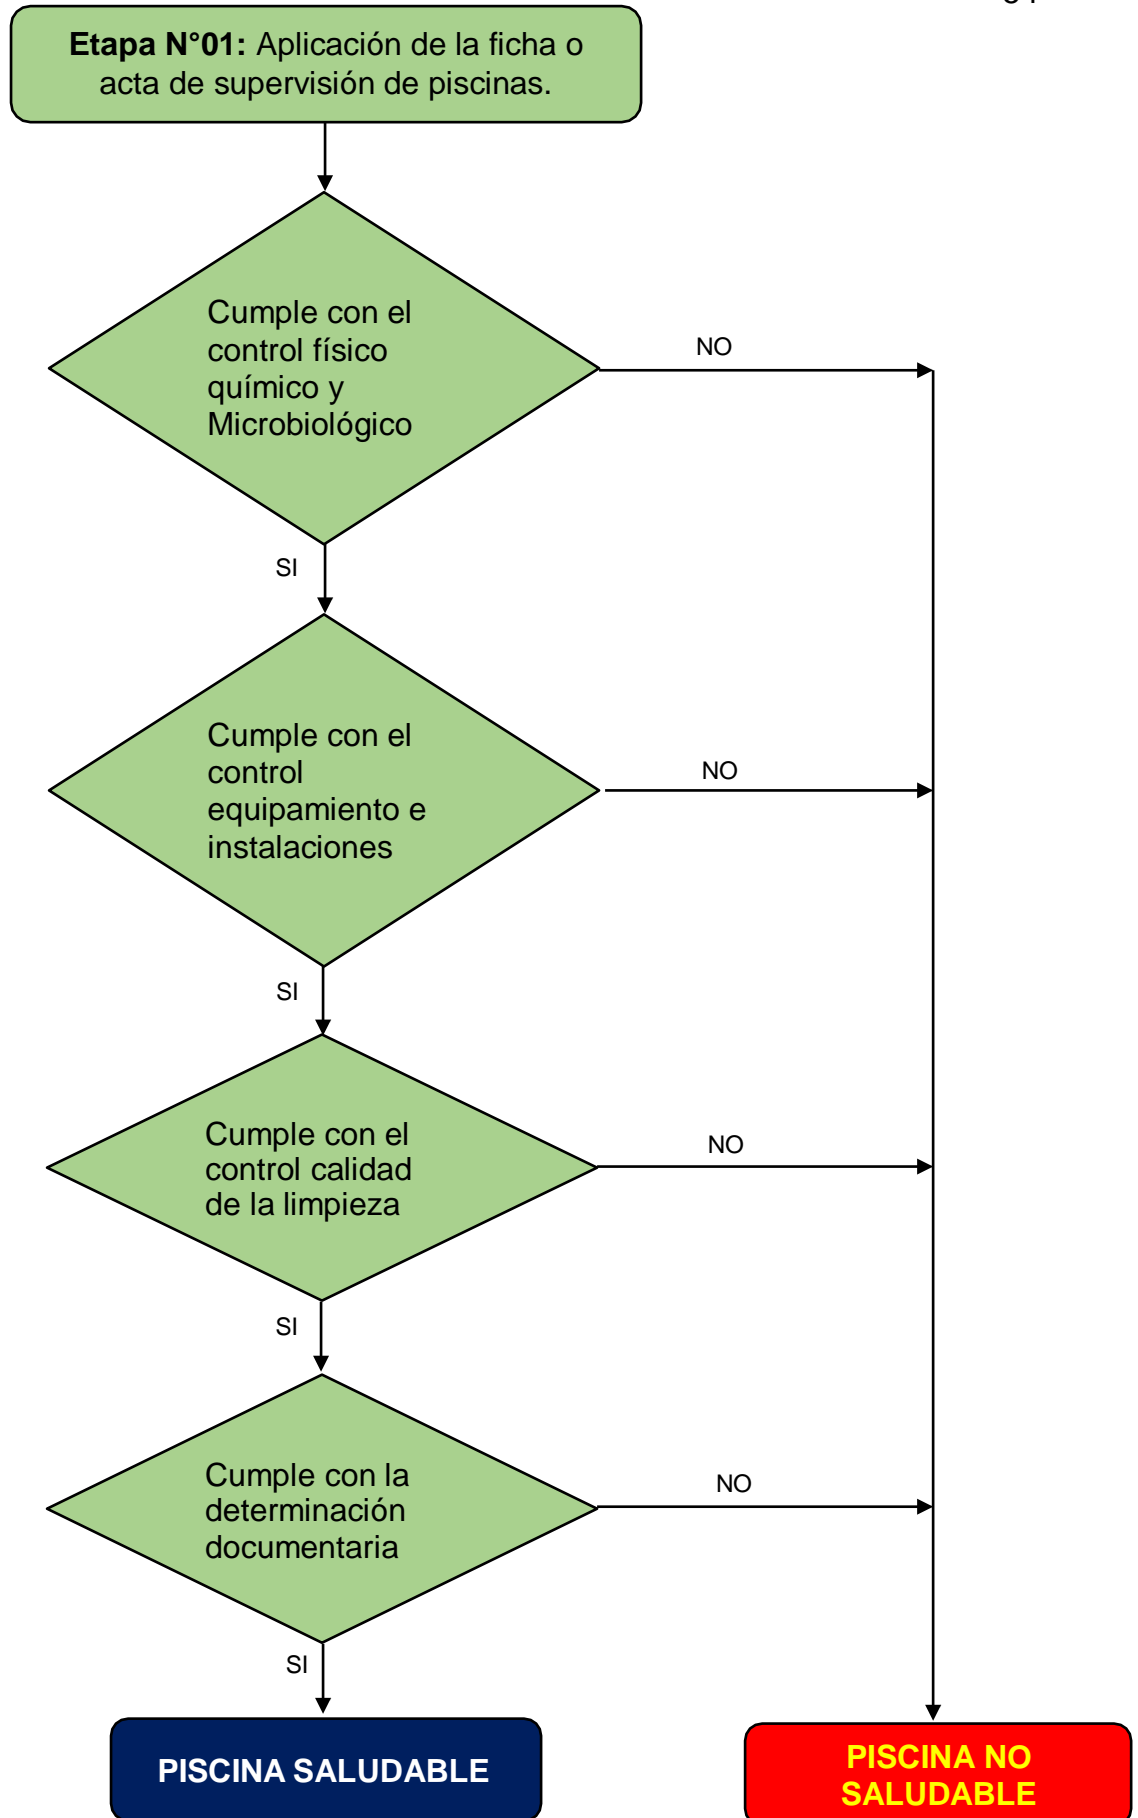 Etapa N°01: Aplicación de la ficha o
acta de supervisión de piscinas.
Cumple con el
control físico
químico y
Microbiológico
NO
SI
Cumple con el
control
equipamiento e
instalaciones
NO
SI
Cumple con el
control calidad
de la limpieza
NO
SI
Cumple con la
determinación
documentaria
NO
SI
PISCINA SALUDABLE
PISCINA NO
SALUDABLE